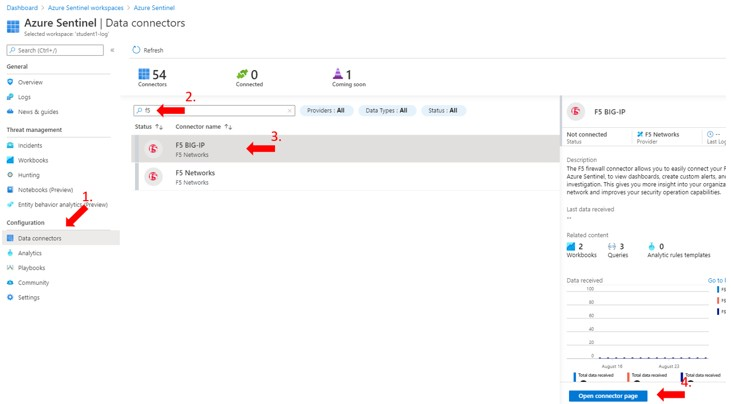 Dashboard > Azure Sentinel workspaces > Azure Sentinel
Azure Sentinel | Data connectors
Selected workspace: 'student1-log'
Search (Ctrl+/)
«
Refresh
General
Overview
Logs
News & guides
Threat management
Incidents
Workbooks
Hunting
Notebooks (Preview)
Entity behavior analytics (Preview)
1.
Configuration
Data connectors
Analytics
Playbooks
Community
Settings
54
Connectors
0
Connected
1
Coming soon
2.
f5
Providers : All
Data Types : All
Status : All
Status
Connector name
3.
F5 BIG-IP
F5 Networks
F5 Networks
F5 Networks
F5 BIG-IP
Not connected
Status
F5 Networks
Provider
--
Last Log
Description
The F5 firewall connector allows you to easily connect your F
Azure Sentinel, to view dashboards, create custom alerts, an
investigation. This gives you more insight into your organiza
network and improves your security operation capabilities.
Last data received
--
Related content
2
Workbooks
3
Queries
0
Analytic rules templates
Data received
Go to
100
80
60
40
20
0
August 16
August 23
Total data received
Total data received
Total data received
4.
Open connector page